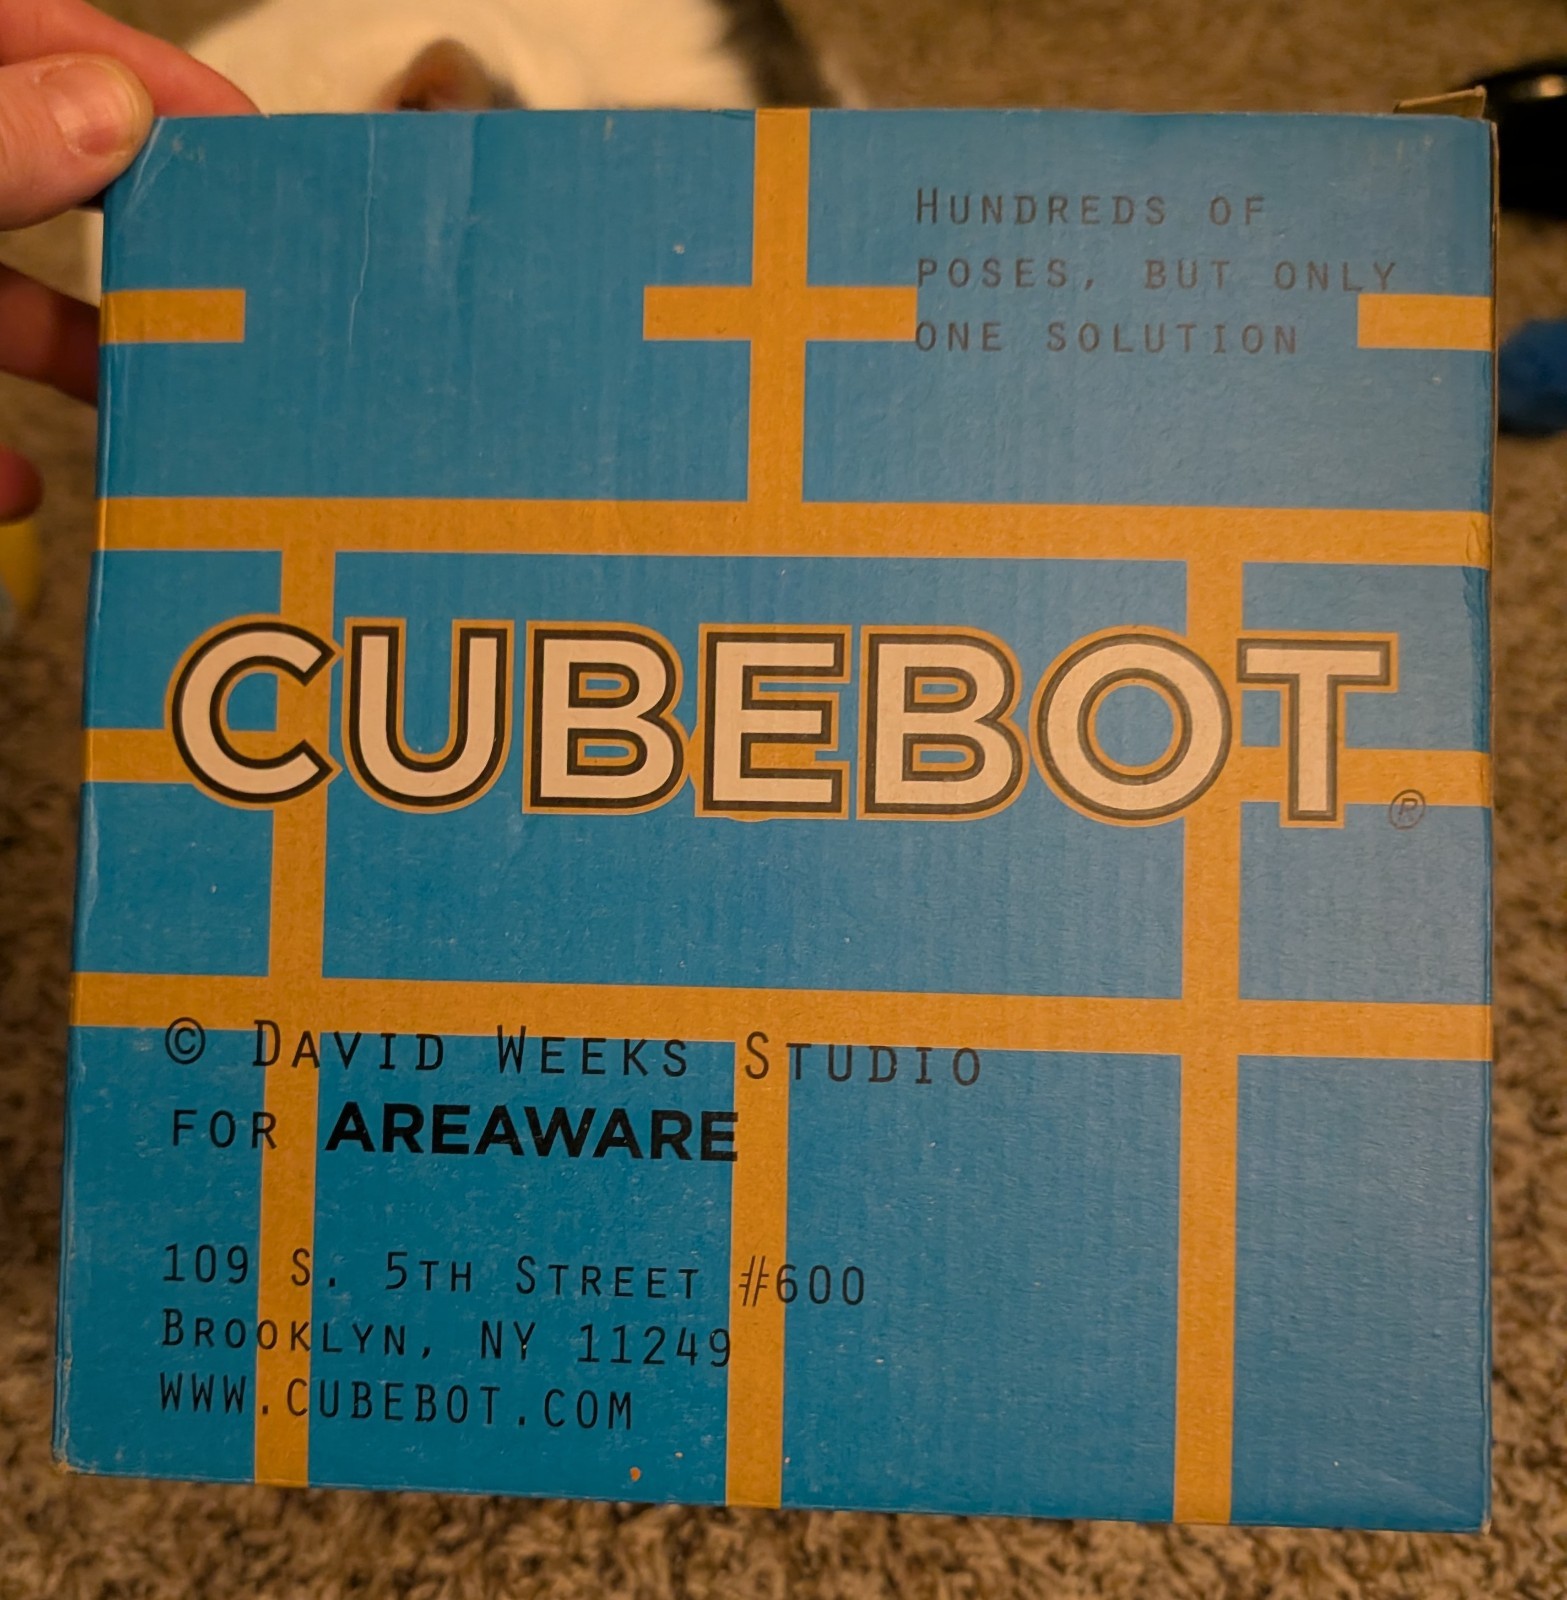 HUNDREDS OF
POSES, BUT ONLY
ONE SOLUTION
CUBEBOT®
© DAVID WEEKS STUDIO
FOR AREAWARE
109 S. 5TH STREET #600
BROOKLYN, NY 11249
WWW.CUBEBOT.COM